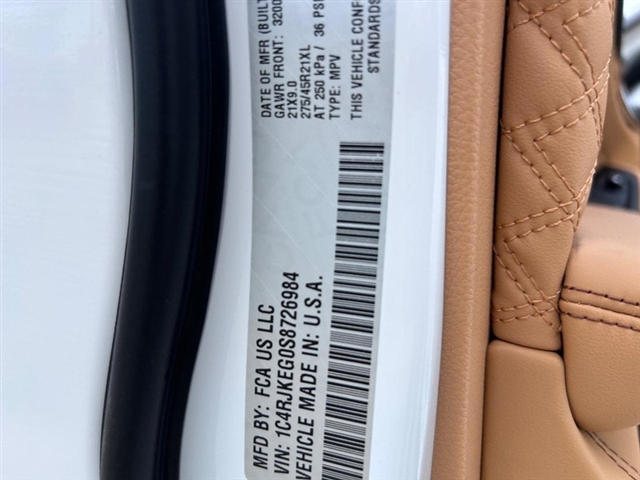 MFD BY: FCA US LLC
VIN: 1C4RJKEG0S8726984
VEHICLE MADE IN: U.S.A.
DATE OF MFR (BUILT
GAWR FRONT: 3200
21X9.0
275/45R21XL
AT 250 kPa / 36 PSI
TYPE: MPV
THIS VEHICLE CONF
STANDARDS